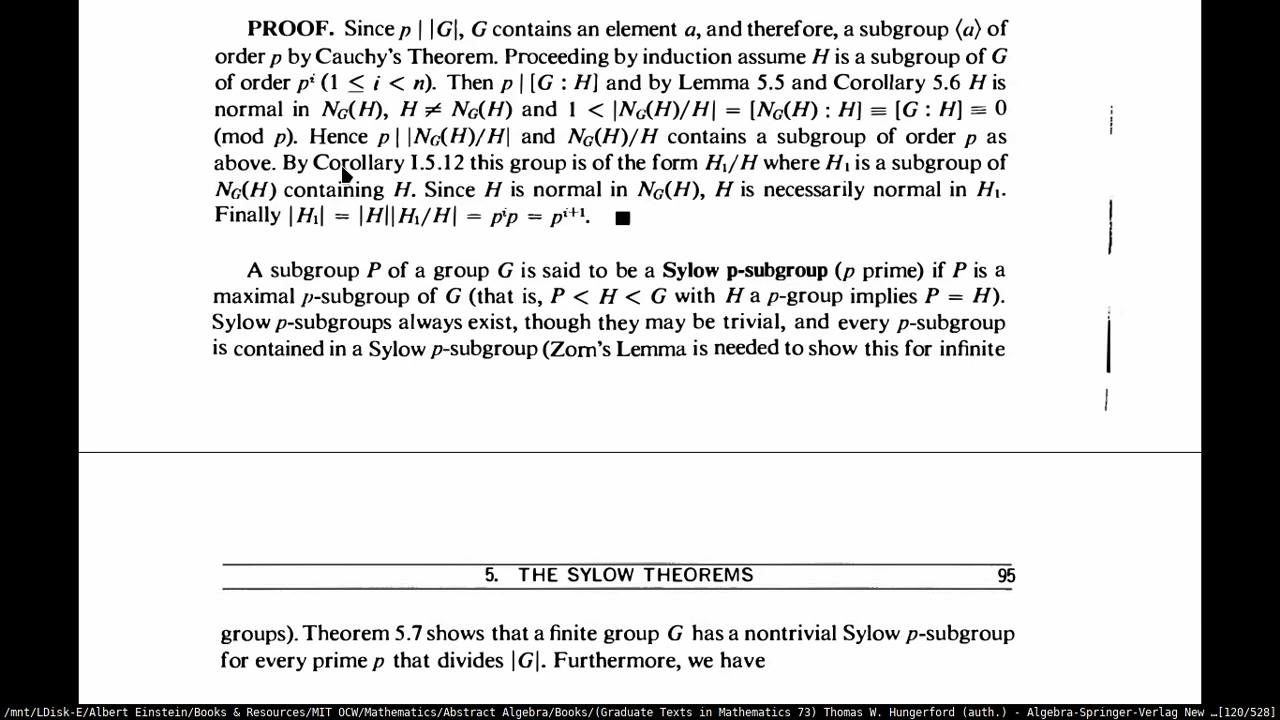 PROOF. Since p | |G|, G contains an element a, and therefore, a subgroup ⟨a⟩ of
order p by Cauchy's Theorem. Proceeding by induction assume H is a subgroup of G
of order pⁱ (1 ≤ i < n). Then p | [G : H] and by Lemma 5.5 and Corollary 5.6 H is
normal in N_G(H), H ≠ N_G(H) and 1 < |N_G(H)/H| = [N_G(H) : H] ≡ [G : H] ≡ 0
(mod p). Hence p | |N_G(H)/H| and N_G(H)/H contains a subgroup of order p as
above. By Corollary I.5.12 this group is of the form H₁/H where H₁ is a subgroup of
N_G(H) containing H. Since H is normal in N_G(H), H is necessarily normal in H₁.
Finally |H₁| = |H||H₁/H| = pⁱp = pⁱ⁺¹. ■
A subgroup P of a group G is said to be a Sylow p-subgroup (p prime) if P is a
maximal p-subgroup of G (that is, P < H < G with H a p-group implies P = H).
Sylow p-subgroups always exist, though they may be trivial, and every p-subgroup
is contained in a Sylow p-subgroup (Zorn's Lemma is needed to show this for infinite
5. THE SYLOW THEOREMS 95
groups). Theorem 5.7 shows that a finite group G has a nontrivial Sylow p-subgroup
for every prime p that divides |G|. Furthermore, we have
/mnt/LDisk-E/Albert Einstein/Books & Resources/MIT OCW/Mathematics/Abstract Algebra/Books/(Graduate Texts in Mathematics 73) Thomas W. Hungerford (auth.) - Algebra-Springer-Verlag New …[120/528]